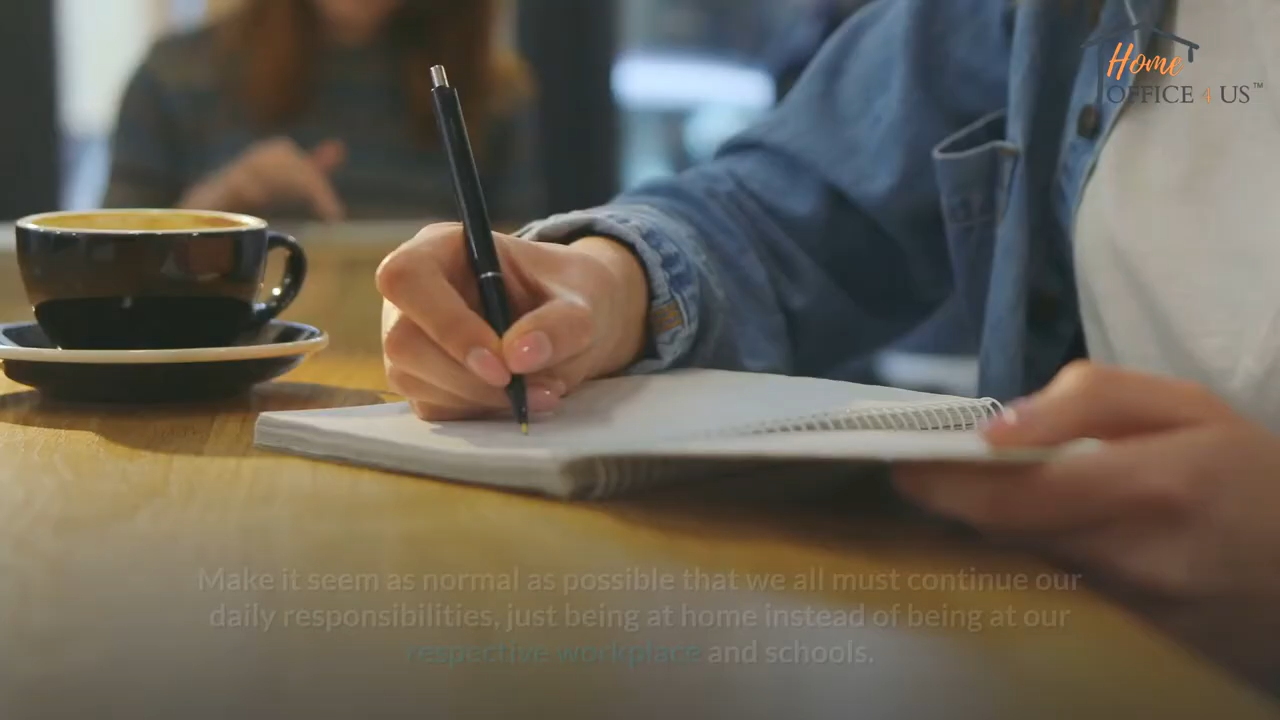 Home
OFFICE 4 US™
Make it seem as normal as possible that we all must continue our
daily responsibilities, just being at home instead of being at our
respective workplace and schools.